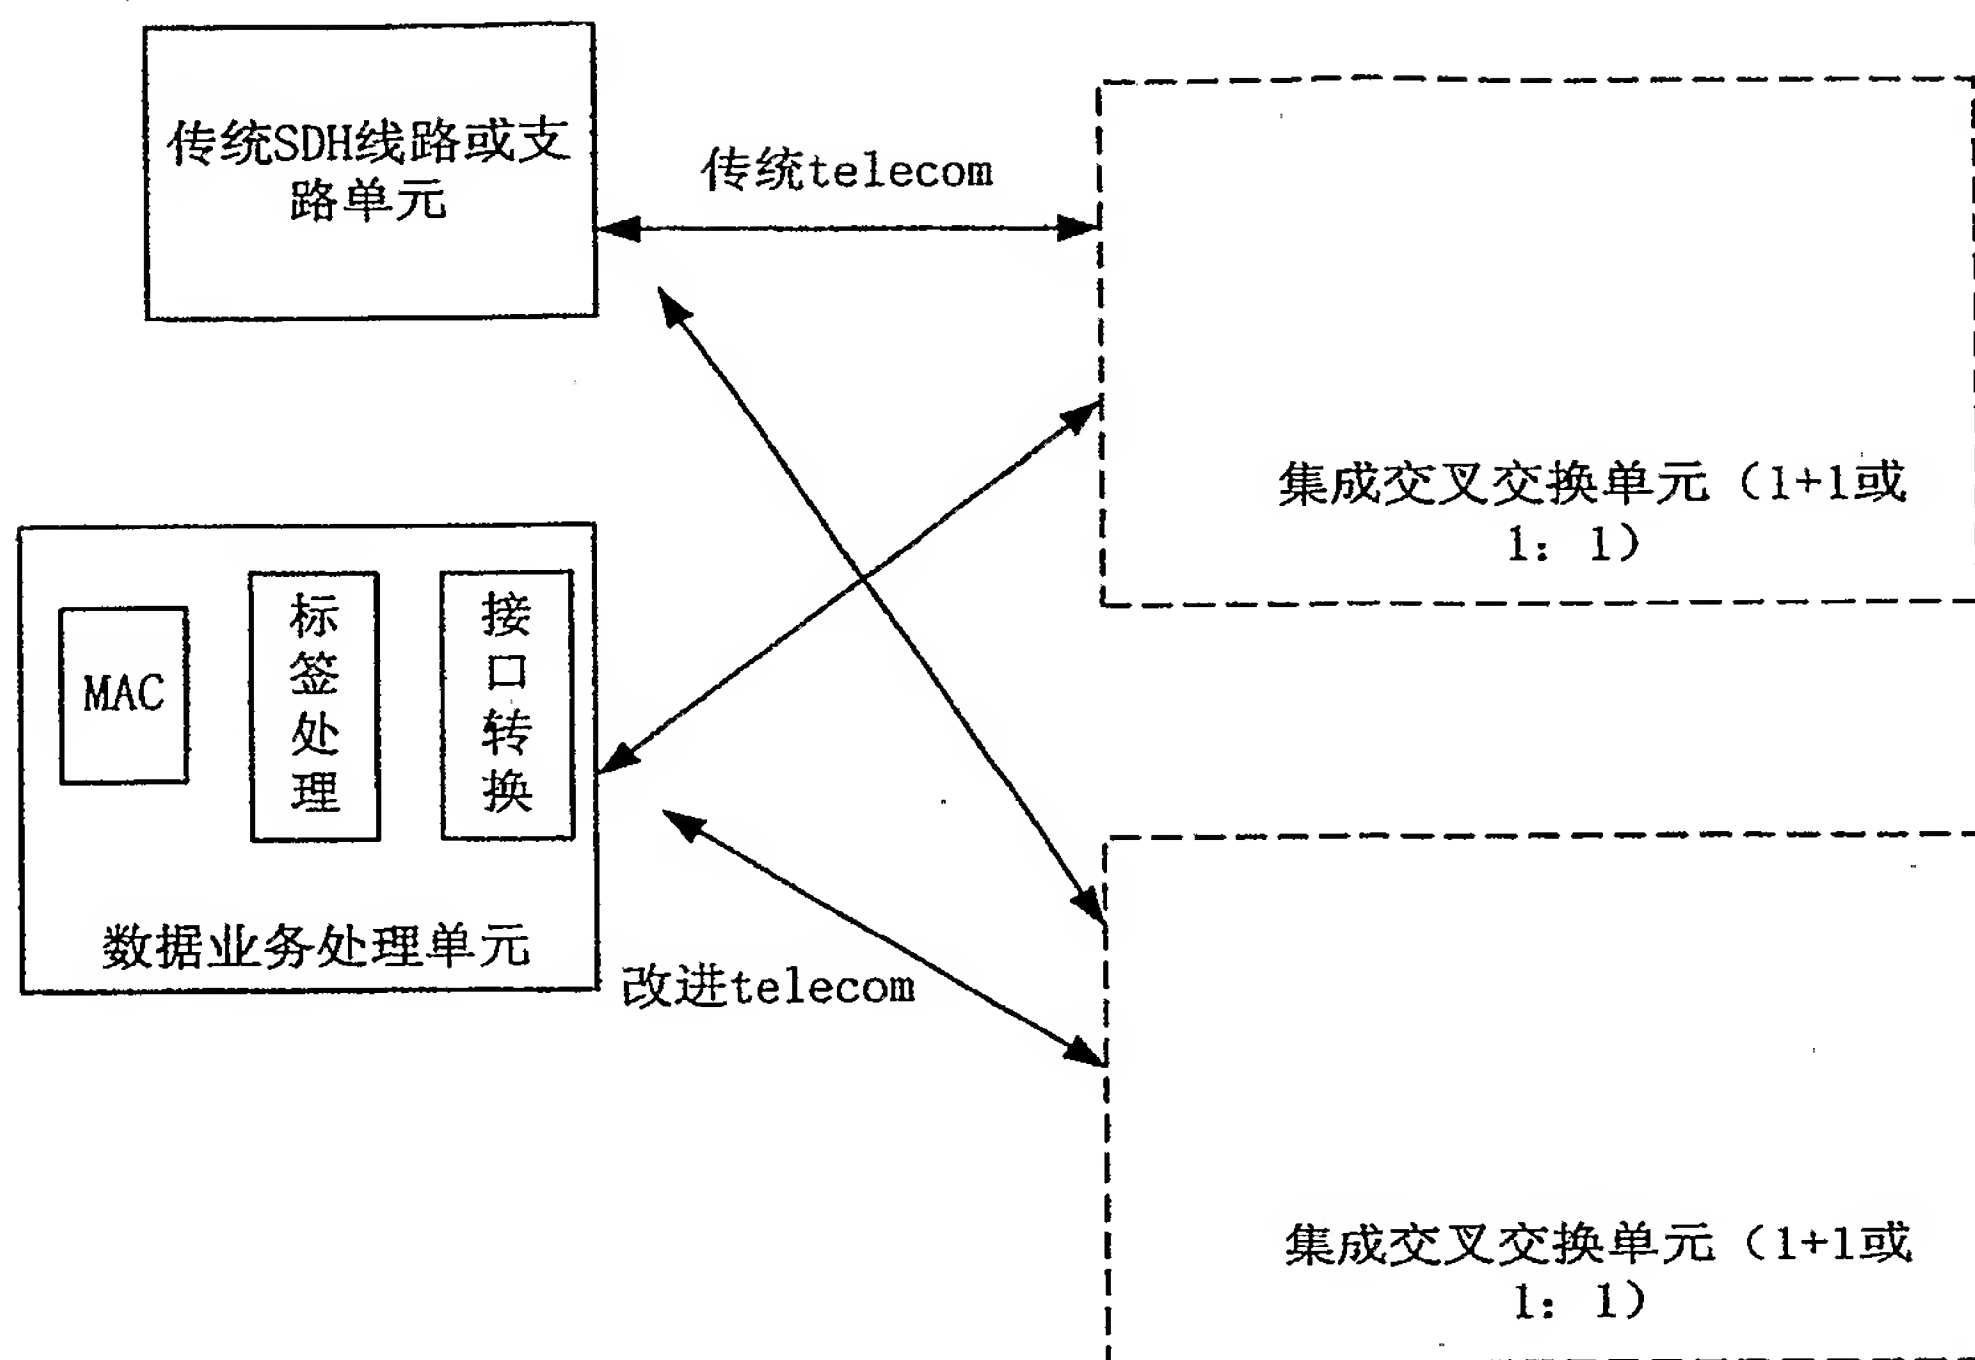 传统SDH线路或支
路单元
传统telecom
集成交叉交换单元（1+1或
1：1）
MAC
标
签
处
理
接
口
转
换
数据业务处理单元
改进telecom
集成交叉交换单元（1+1或
1：1）